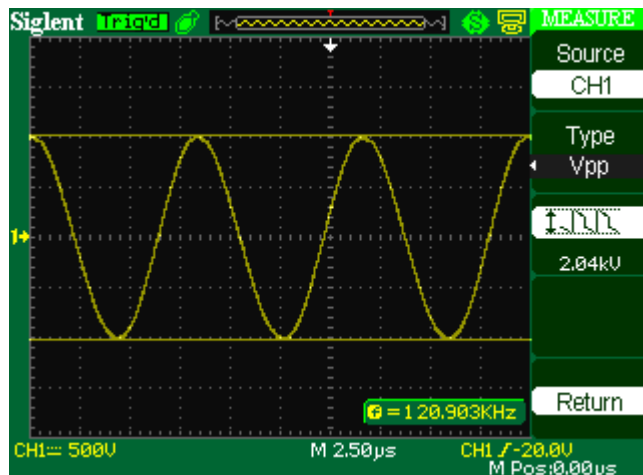 Siglent Trig'd MEASURE
Source
CH1
Type
Vpp
2.04kV
Return
1
f=120.903KHz
CH1 500V M 2.50µs CH1 -20.0V
M Pos:0.00µs